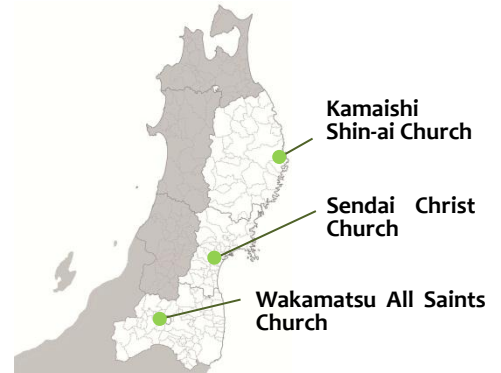 Kamaishi
Shin-ai Church
Sendai Christ
Church
Wakamatsu All Saints
Church